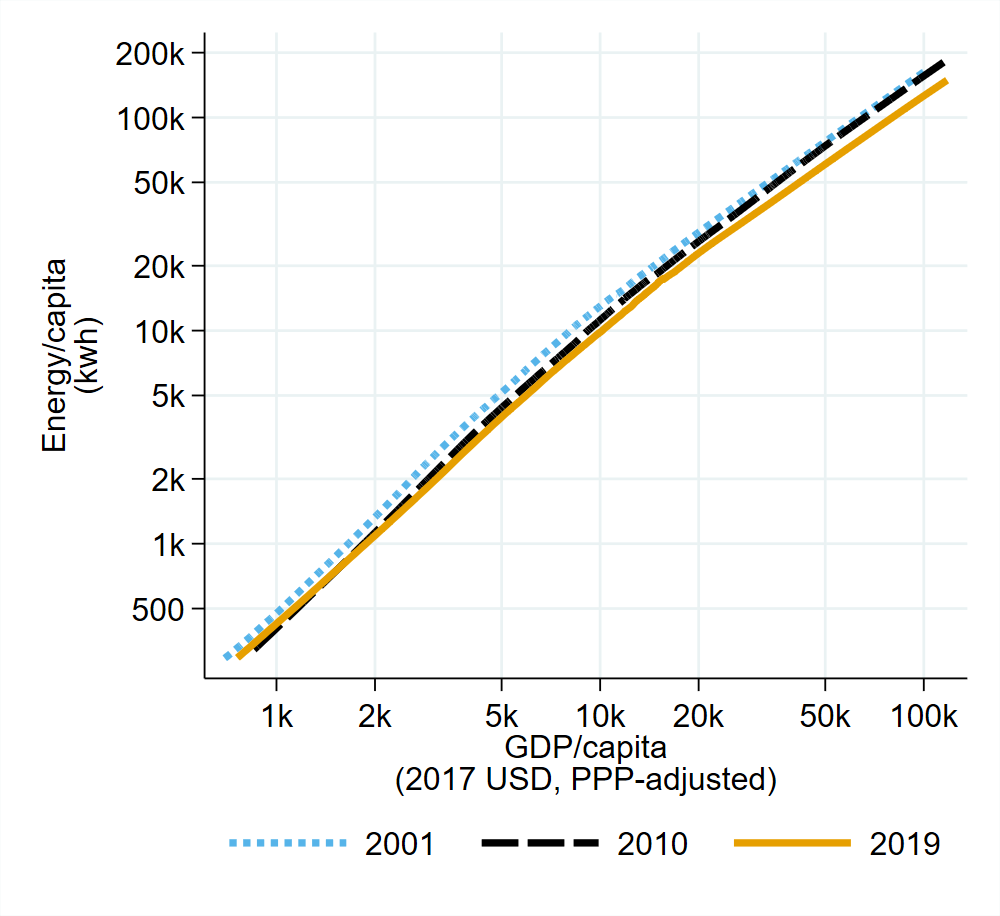 200k
100k
50k
20k
10k
5k
2k
1k
500
Energy/capita
(kwh)
1k 2k 5k 10k 20k 50k 100k
GDP/capita
(2017 USD, PPP-adjusted)
2001 2010 2019